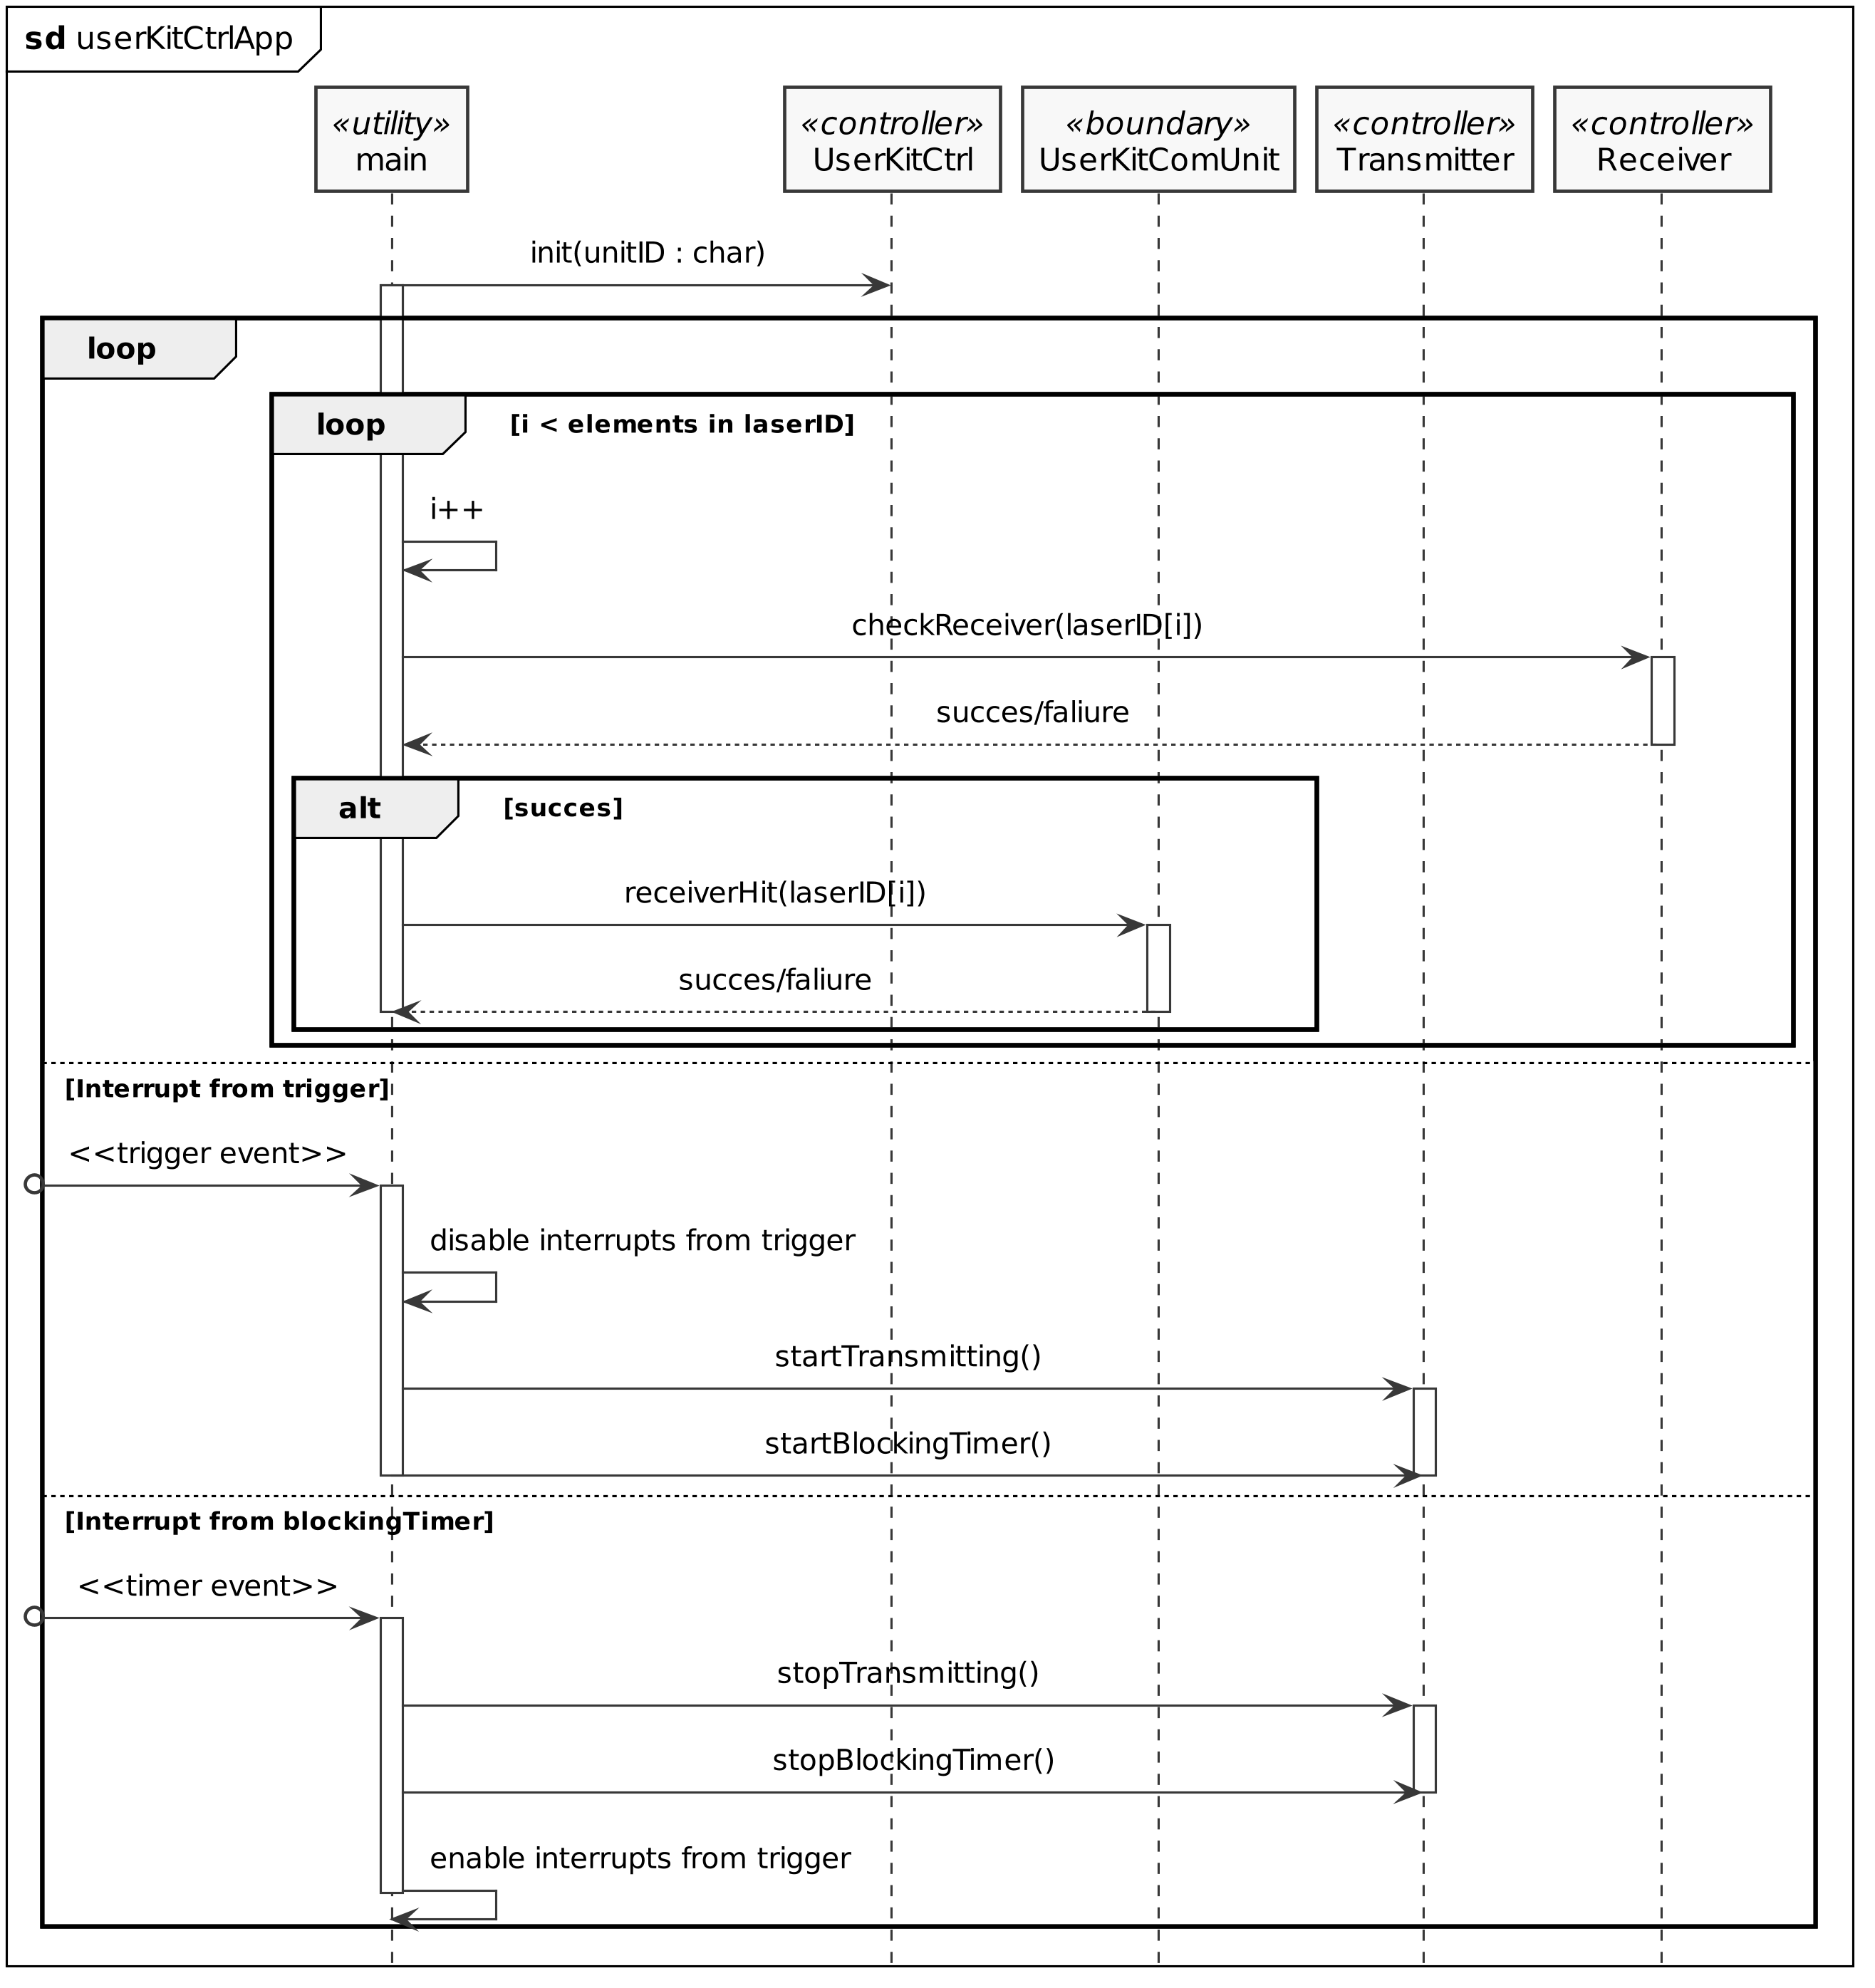 sd userKitCtrlApp
«utility»
main
«controller»
UserKitCtrl
«boundary»
UserKitComUnit
«controller»
Transmitter
«controller»
Receiver
init(unitID : char)
loop
loop [i < elements in laserID]
i++
checkReceiver(laserID[i])
succes/faliure
alt [succes]
receiverHit(laserID[i])
succes/faliure
[Interrupt from trigger]
<<trigger event>>
disable interrupts from trigger
startTransmitting()
startBlockingTimer()
[Interrupt from blockingTimer]
<<timer event>>
stopTransmitting()
stopBlockingTimer()
enable interrupts from trigger